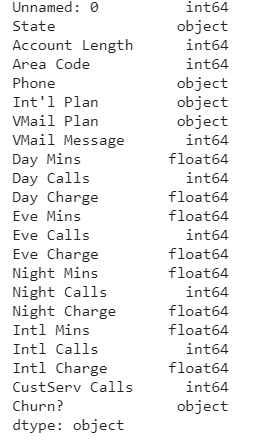 Unnamed: 0 int64
State object
Account Length int64
Area Code int64
Phone object
Int'l Plan object
VMail Plan object
VMail Message int64
Day Mins float64
Day Calls int64
Day Charge float64
Eve Mins float64
Eve Calls int64
Eve Charge float64
Night Mins float64
Night Calls int64
Night Charge float64
Intl Mins float64
Intl Calls int64
Intl Charge float64
CustServ Calls int64
Churn? object
dtype: object